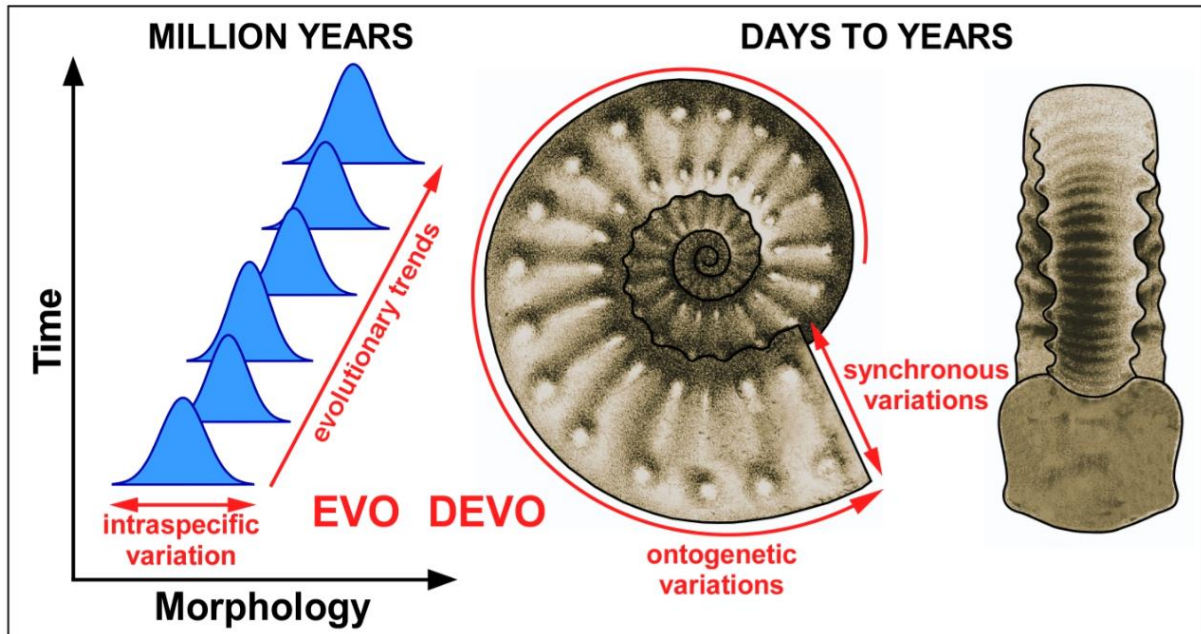 MILLION YEARS
DAYS TO YEARS
Time
evolutionary trends
synchronous
variations
intraspecific
variation
EVO DEVO
ontogenetic
variations
Morphology